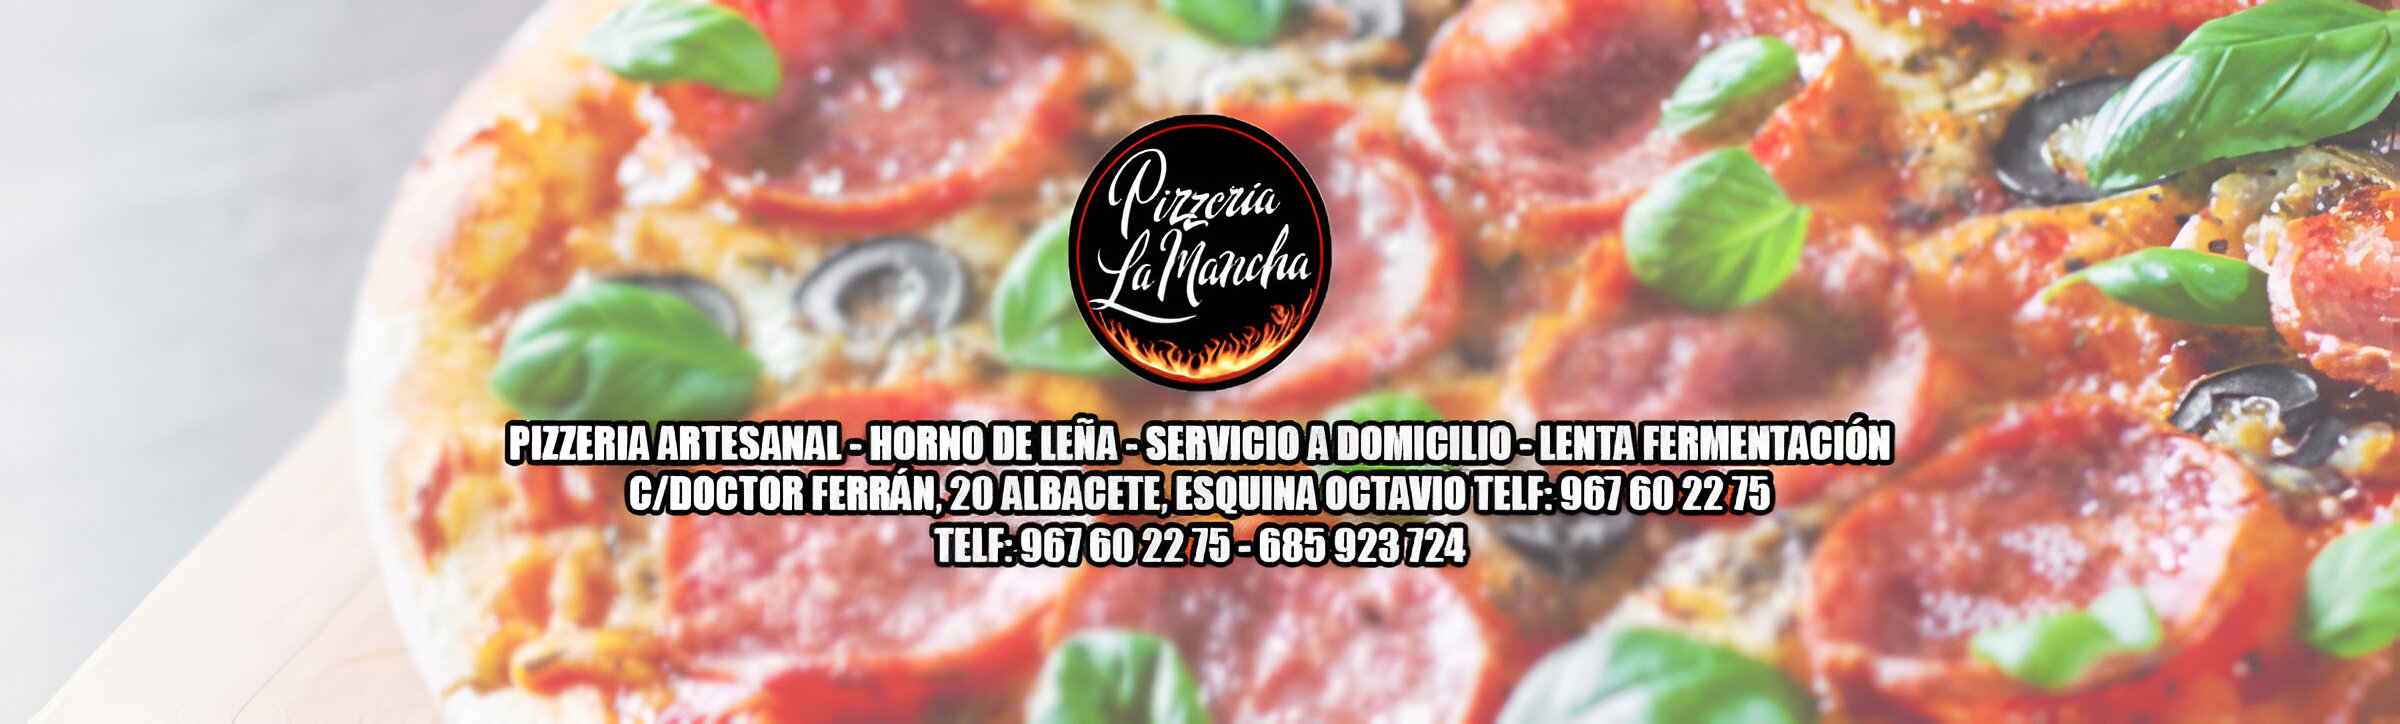 Pizzería
La Mancha
PIZZERIA ARTESANAL - HORNO DE LEÑA - SERVICIO A DOMICILIO - LENTA FERMENTACIÓN
C/DOCTOR FERRÁN, 20 ALBACETE, ESQUINA OCTAVIO TELF: 967 60 22 75
TELF: 967 60 22 75 - 685 923 724